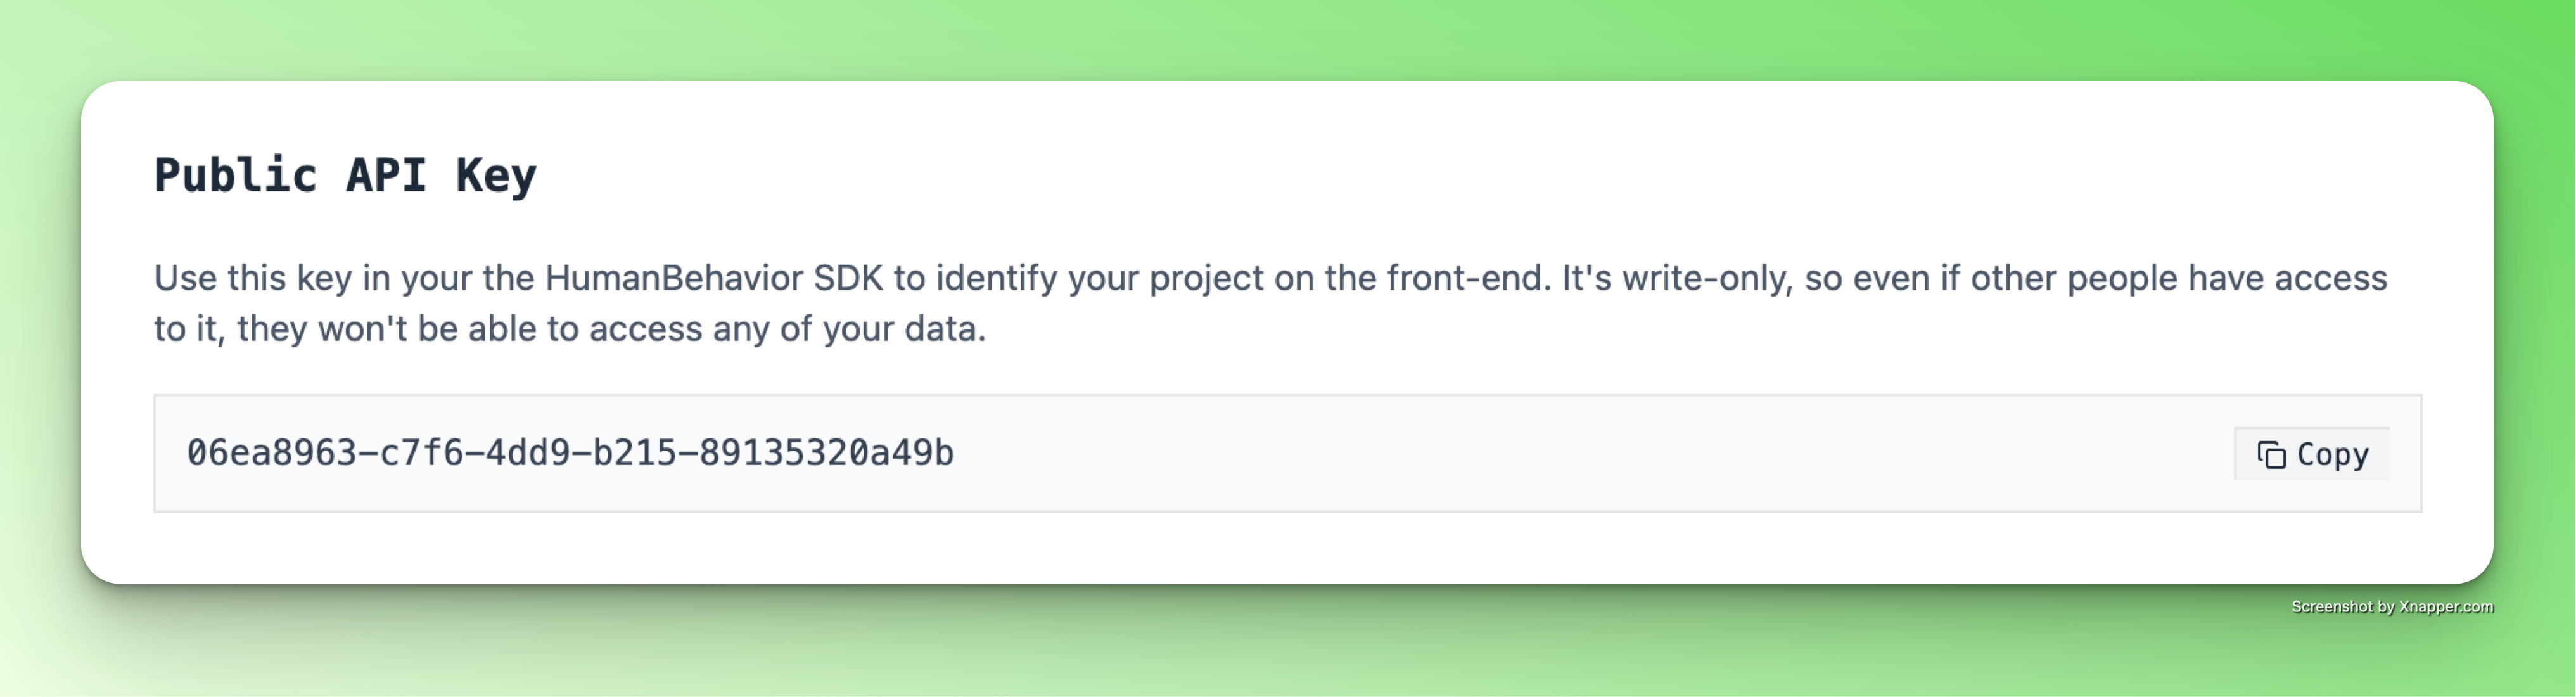 Public API Key
Use this key in your the HumanBehavior SDK to identify your project on the front-end. It's write-only, so even if other people have access
to it, they won't be able to access any of your data.
06ea8963-c7f6-4dd9-b215-89135320a49b
Copy
Screenshot by Xnapper.com